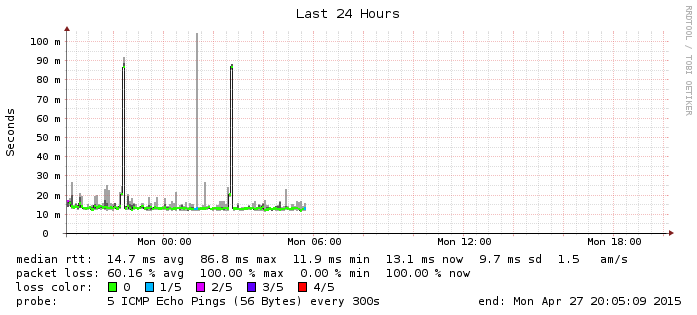 Last 24 Hours
RRDTOOL / TOBI OETIKER
Seconds
100 m
90 m
80 m
70 m
60 m
50 m
40 m
30 m
20 m
10 m
0
Mon 00:00 Mon 06:00 Mon 12:00 Mon 18:00
median rtt: 14.7 ms avg 86.8 ms max 11.9 ms min 13.1 ms now 9.7 ms sd 1.5 am/s
packet loss: 60.16 % avg 100.00 % max 0.00 % min 100.00 % now
loss color: 0 1/5 2/5 3/5 4/5
probe: 5 ICMP Echo Pings (56 Bytes) every 300s end: Mon Apr 27 20:05:09 2015